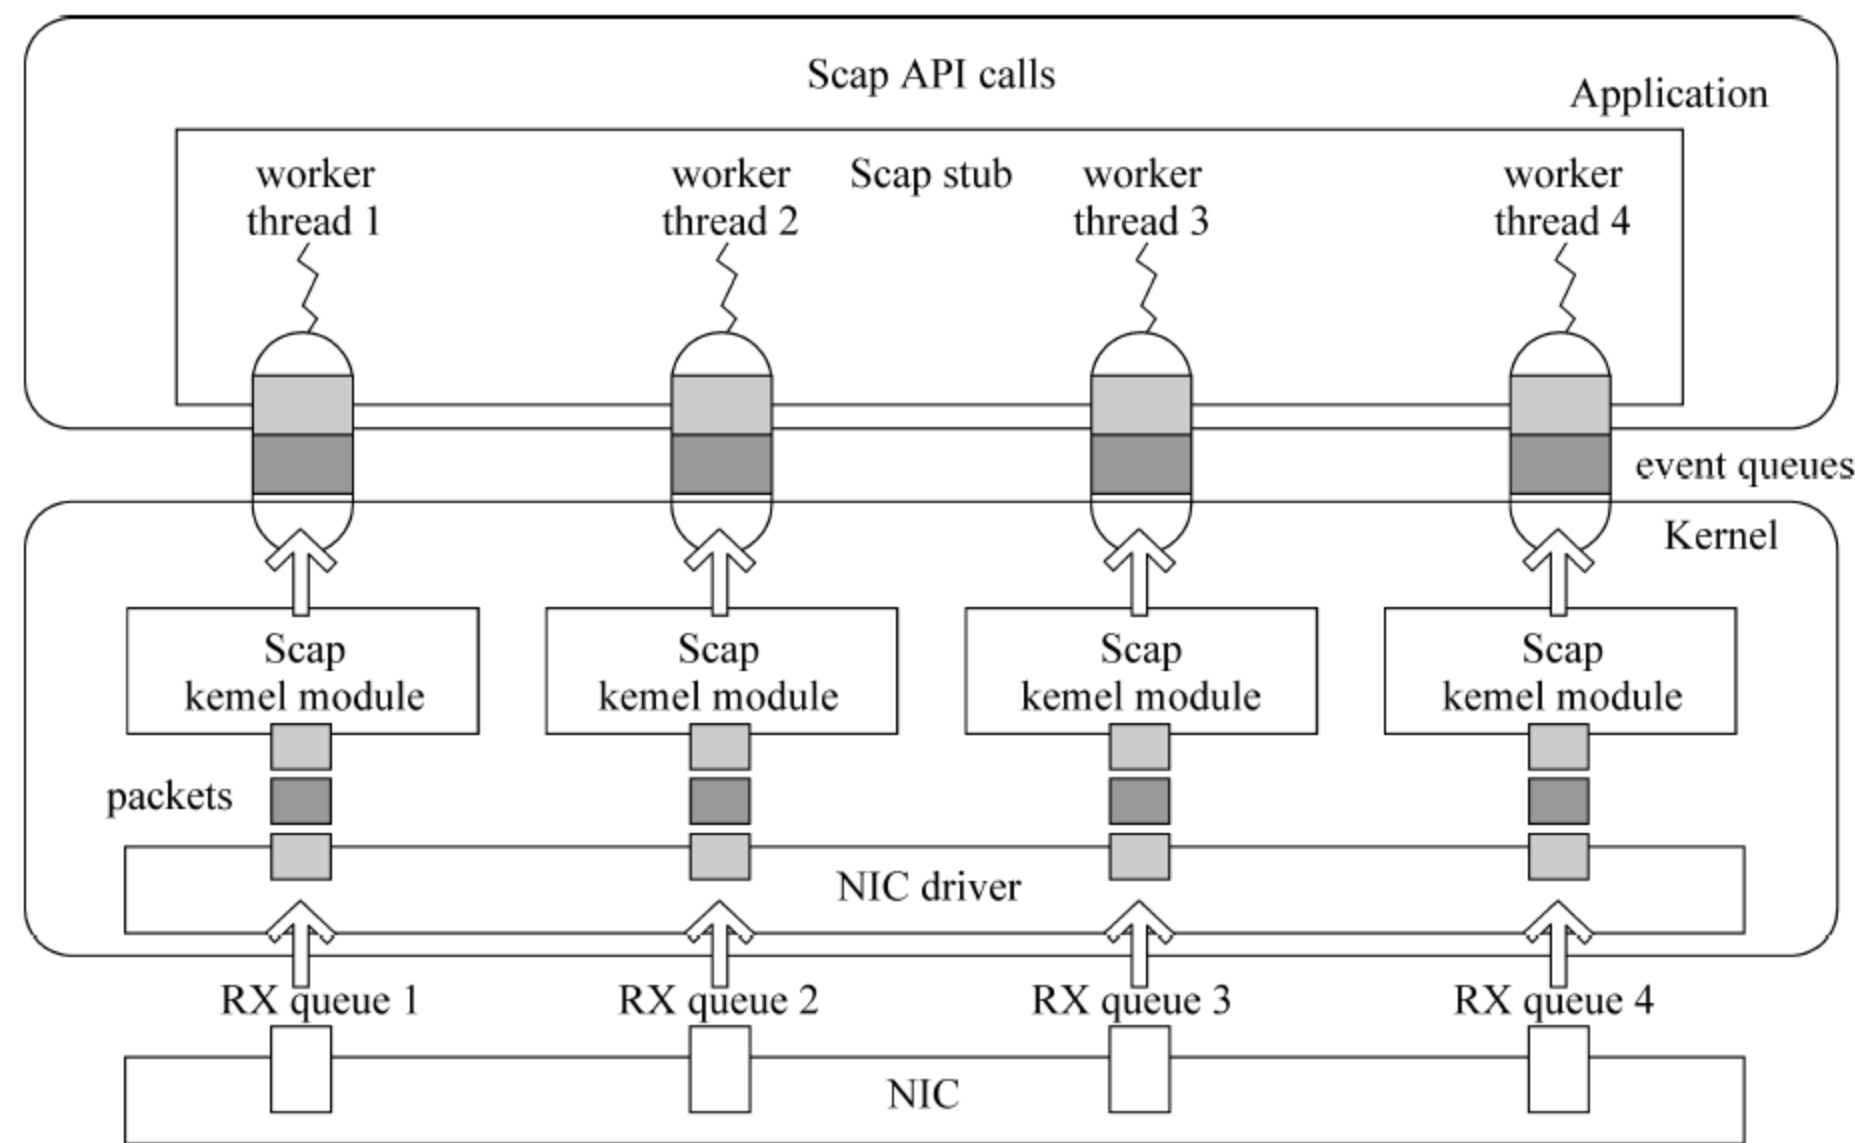 Scap API calls
Application
worker
thread 1
worker
thread 2
Scap stub
worker
thread 3
worker
thread 4
event queues
Kernel
Scap
kemel module
Scap
kemel module
Scap
kemel module
Scap
kemel module
packets
NIC driver
RX queue 1
RX queue 2
RX queue 3
RX queue 4
NIC